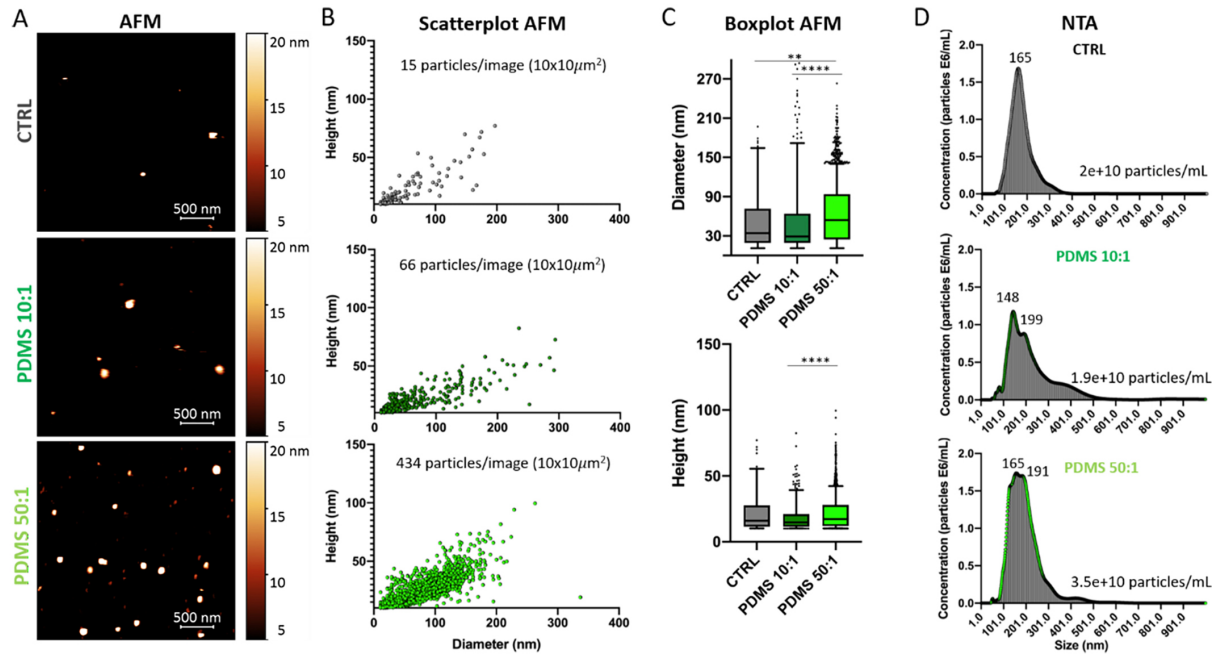 A
AFM
CTRL
20 nm
15
10
5
500 nm
PDMS 10:1
20 nm
15
10
5
500 nm
PDMS 50:1
20 nm
15
10
5
500 nm
B
Scatterplot AFM
15 particles/image (10x10μm²)
Height (nm)
150
100
50
0 100 200 300 400
66 particles/image (10x10μm²)
Height (nm)
150
100
50
0 100 200 300 400
434 particles/image (10x10μm²)
Height (nm)
150
100
50
0 100 200 300 400
Diameter (nm)
C
Boxplot AFM
**
****
Diameter (nm)
270
210
150
90
30
CTRL
PDMS 10:1
PDMS 50:1
****
Height (nm)
150
100
50
0
CTRL
PDMS 10:1
PDMS 50:1
D
NTA
CTRL
165
2e+10 particles/mL
Concentration (particles E6/mL)
2.0
1.5
1.0
0.5
0.0
1.0 101.0 201.0 301.0 401.0 501.0 601.0 701.0 801.0 901.0
PDMS 10:1
148
199
1.9e+10 particles/mL
Concentration (particles E6/mL)
2.0
1.5
1.0
0.5
0.0
1.0 101.0 201.0 301.0 401.0 501.0 601.0 701.0 801.0 901.0
PDMS 50:1
165
191
3.5e+10 particles/mL
Concentration (particles E6/mL)
2.0
1.5
1.0
0.5
0.0
1.0 101.0 201.0 301.0 401.0 501.0 601.0 701.0 801.0 901.0
Size (nm)